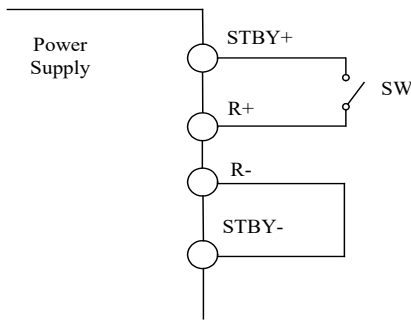 STBY+
Power
Supply
SW
R+
R-
STBY-